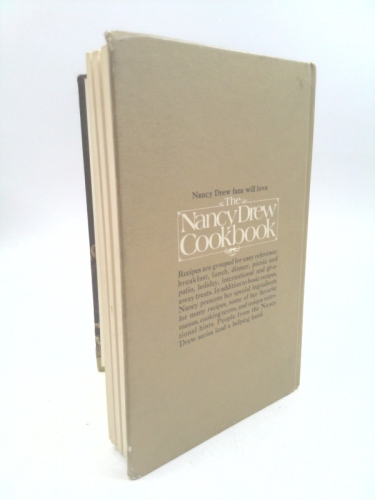 Nancy Drew fans will love
The
Nancy Drew
Cookbook
Recipes are grouped for easy reference:
breakfast, lunch, dinner, picnic and
patio, holiday, international and give-
away treats. In addition to basic recipes,
Nancy presents her special ingredients
for many recipes, some of her favorite
menus, cooking terms, and unique nutri-
tional hints. People from the Nancy
Drew series lend a helping hand.